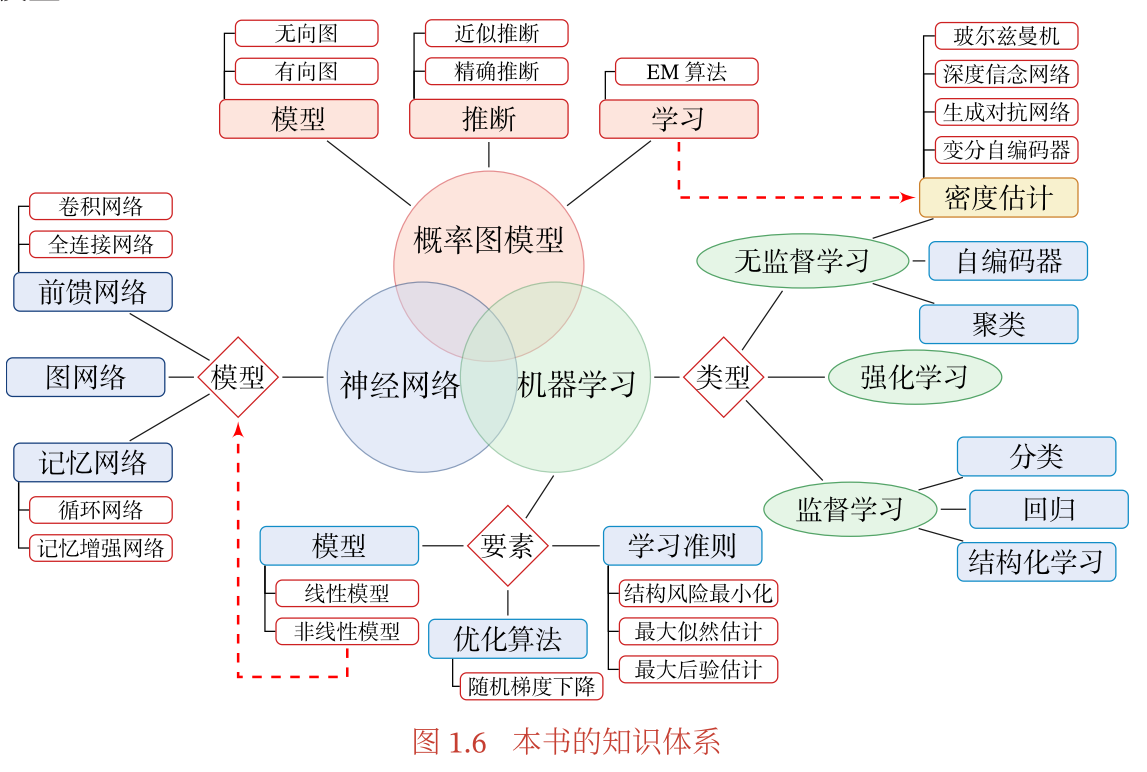 无向图
有向图
模型
近似推断
精确推断
推断
EM 算法
学习
玻尔兹曼机
深度信念网络
生成对抗网络
变分自编码器
密度估计
概率图模型
无监督学习
自编码器
聚类
卷积网络
全连接网络
前馈网络
图网络
模型
神经网络
机器学习
类型
强化学习
记忆网络
循环网络
记忆增强网络
监督学习
分类
回归
结构化学习
要素
模型
线性模型
非线性模型
优化算法
随机梯度下降
学习准则
结构风险最小化
最大似然估计
最大后验估计
图 1.6 本书的知识体系